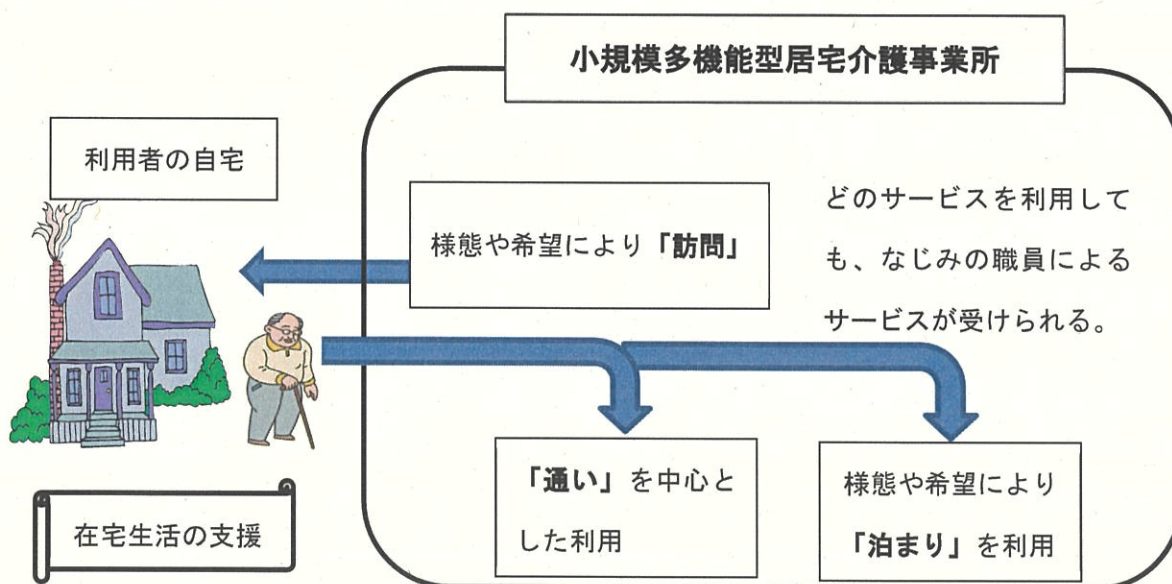 小規模多機能型居宅介護事業所
利用者の自宅
様態や希望により「訪問」
どのサービスを利用して
も、なじみの職員による
サービスが受けられる。
「通い」を中心と
した利用
様態や希望により
「泊まり」を利用
在宅生活の支援